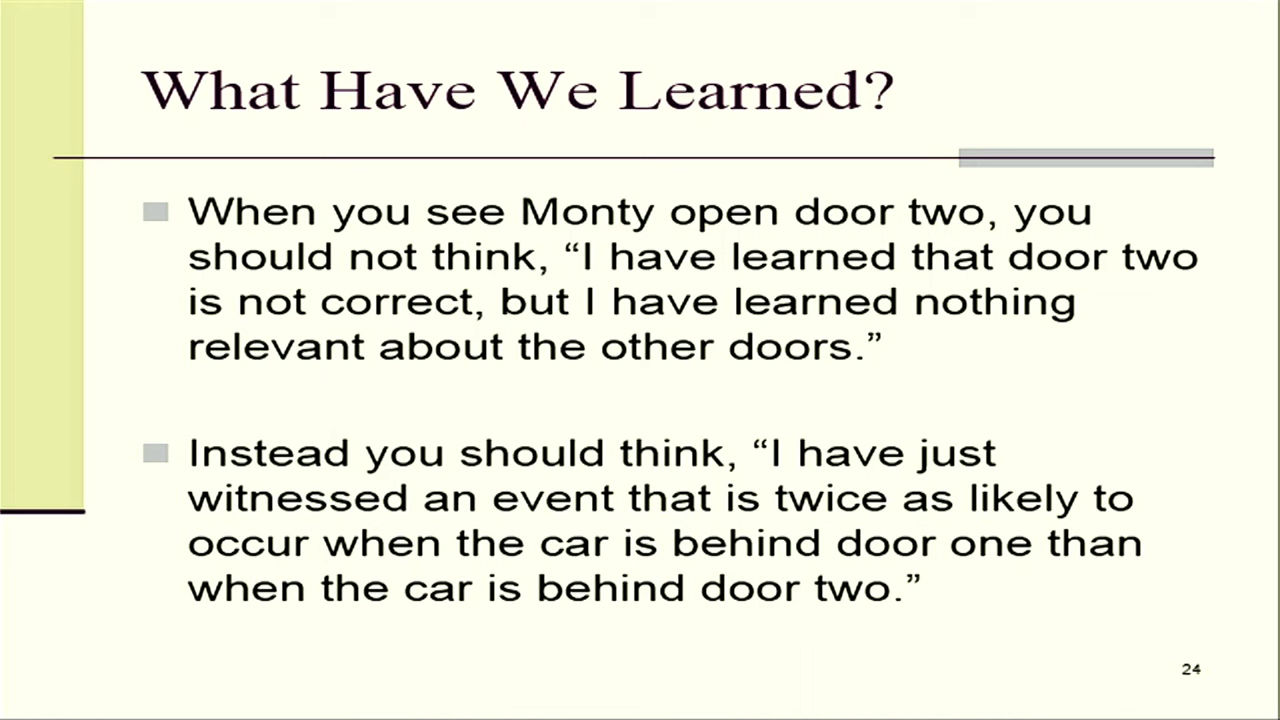 What Have We Learned?
When you see Monty open door two, you
should not think, “I have learned that door two
is not correct, but I have learned nothing
relevant about the other doors.”
Instead you should think, “I have just
witnessed an event that is twice as likely to
occur when the car is behind door one than
when the car is behind door two.”
24